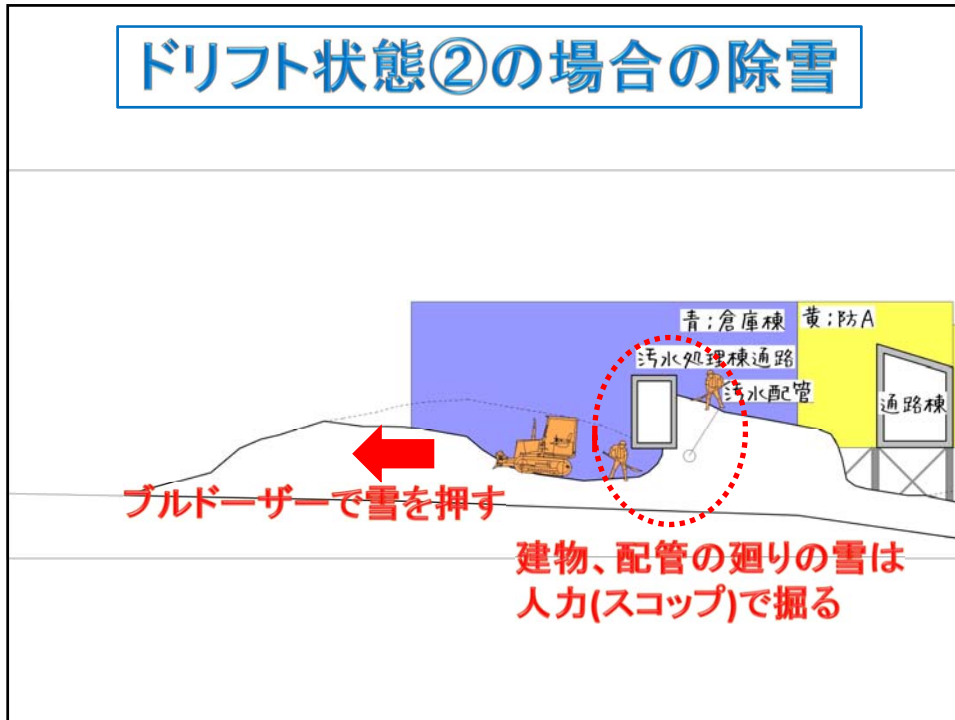 ドリフト状態②の場合の除雪
青;倉庫棟
黄;防A
汚水処理棟通路
汚水配管
通路棟
ブルドーザーで雪を押す
建物、配管の廻りの雪は
人力(スコップ)で掘る